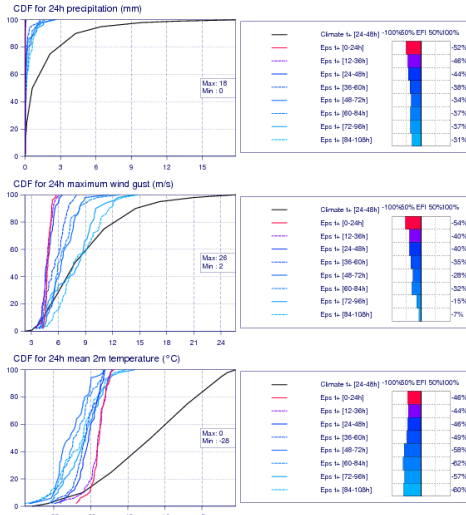 CDF for 24h precipitation (mm)
100
80
60
40
20
0
0 3 6 9 12 15
Max: 18
Min : 0
-100%50% EFI 50%100%
Climate t+ [24-48h]
Eps t+ [0-24h] -52%
Eps t+ [12-36h] -46%
Eps t+ [24-48h] -44%
Eps t+ [36-60h] -38%
Eps t+ [48-72h] -34%
Eps t+ [60-84h] -37%
Eps t+ [72-96h] -37%
Eps t+ [84-108h] -31%
CDF for 24h maximum wind gust (m/s)
100
80
60
40
20
0
3 6 9 12 15 18 21 24
Max: 26
Min : 2
-100%50% EFI 50%100%
Climate t+ [24-48h]
Eps t+ [0-24h] -54%
Eps t+ [12-36h] -40%
Eps t+ [24-48h] -40%
Eps t+ [36-60h] -35%
Eps t+ [48-72h] -28%
Eps t+ [60-84h] -32%
Eps t+ [72-96h] -15%
Eps t+ [84-108h] -7%
CDF for 24h mean 2m temperature (°C)
100
80
60
40
20
0
Max: 0
Min : -28
-100%50% EFI 50%100%
Climate t+ [24-48h]
Eps t+ [0-24h] -46%
Eps t+ [12-36h] -44%
Eps t+ [24-48h] -46%
Eps t+ [36-60h] -49%
Eps t+ [48-72h] -58%
Eps t+ [60-84h] -62%
Eps t+ [72-96h] -57%
Eps t+ [84-108h] -60%